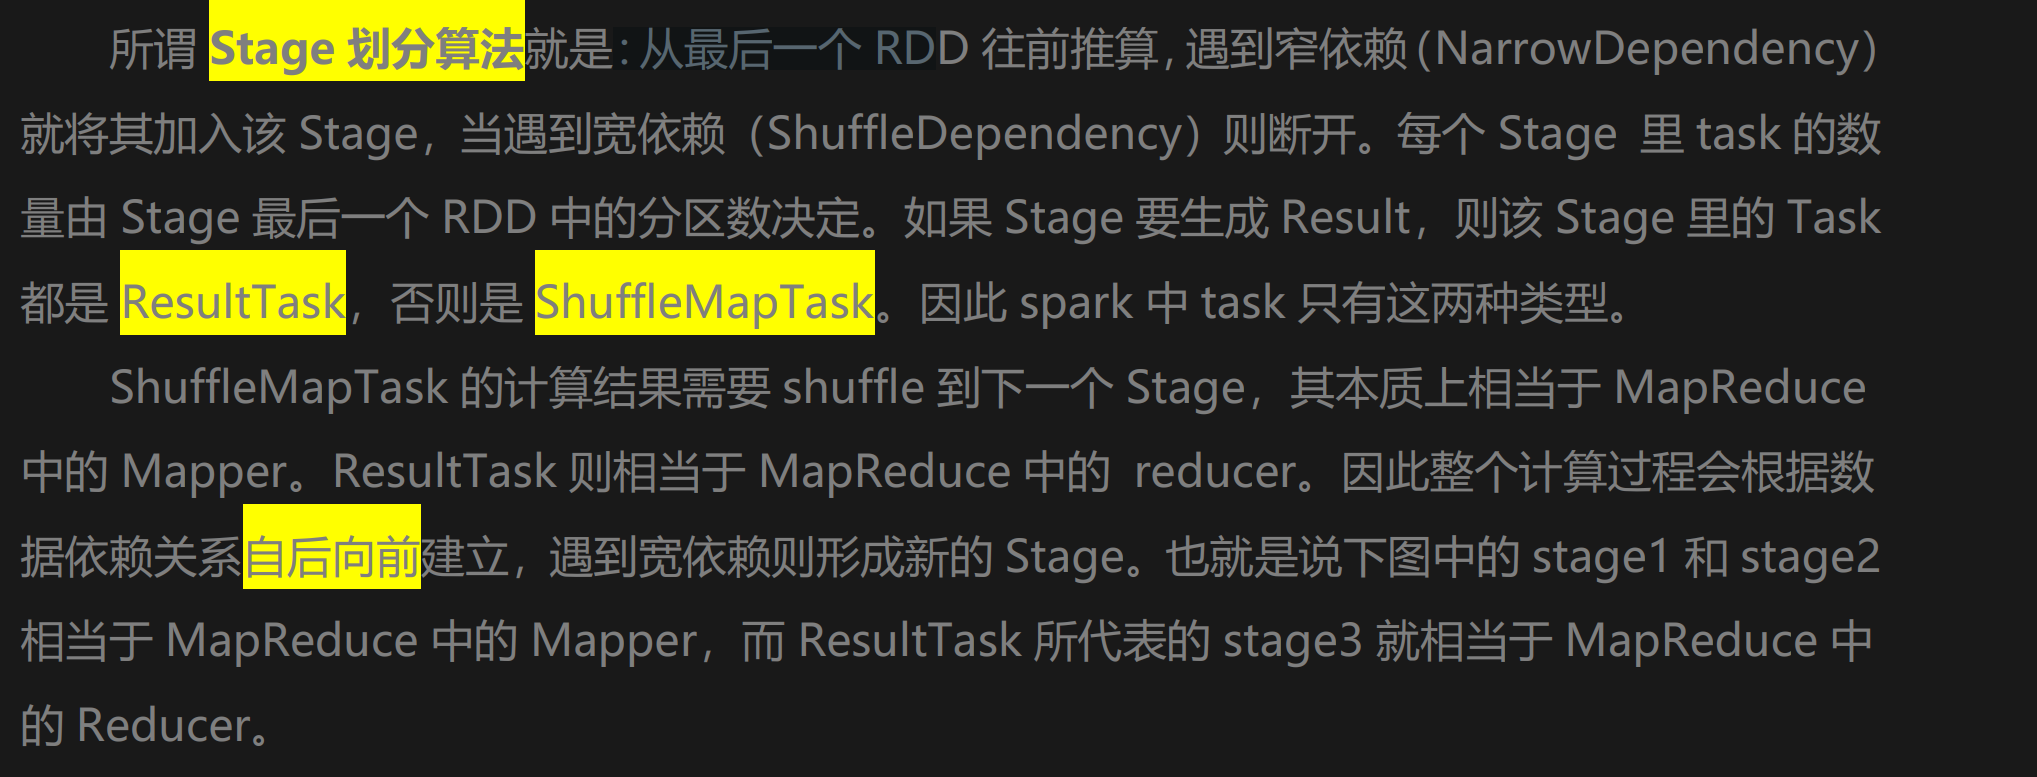 所谓 Stage 划分算法就是：从最后一个 RDD 往前推算，遇到窄依赖（NarrowDependency）
就将其加入该 Stage，当遇到宽依赖（ShuffleDependency）则断开。每个 Stage 里 task 的数
量由 Stage 最后一个 RDD 中的分区数决定。如果 Stage 要生成 Result，则该 Stage 里的 Task
都是 ResultTask，否则是 ShuffleMapTask。因此 spark 中 task 只有这两种类型。
ShuffleMapTask 的计算结果需要 shuffle 到下一个 Stage，其本质上相当于 MapReduce
中的 Mapper。ResultTask 则相当于 MapReduce 中的 reducer。因此整个计算过程会根据数
据依赖关系自后向前建立，遇到宽依赖则形成新的 Stage。也就是说下图中的 stage1 和 stage2
相当于 MapReduce 中的 Mapper，而 ResultTask 所代表的 stage3 就相当于 MapReduce 中
的 Reducer。